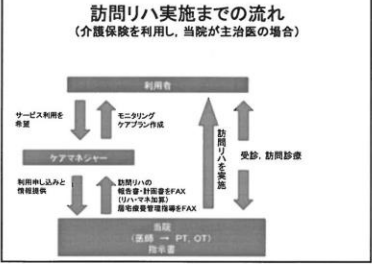 訪問リハ実施までの流れ
(介護保険を利用し, 当院が主治医の場合)
利用者
サービス利用を
希望
モニタリング
ケアプラン作成
訪問リハを実施
受診, 訪問診療
ケアマネジャー
利用申し込みと
情報提供
訪問リハの
報告書・計画書をFAX
(リハ・マネ加算)
居宅療養管理指導をFAX
当院
(医師 → PT, OT)
指示書